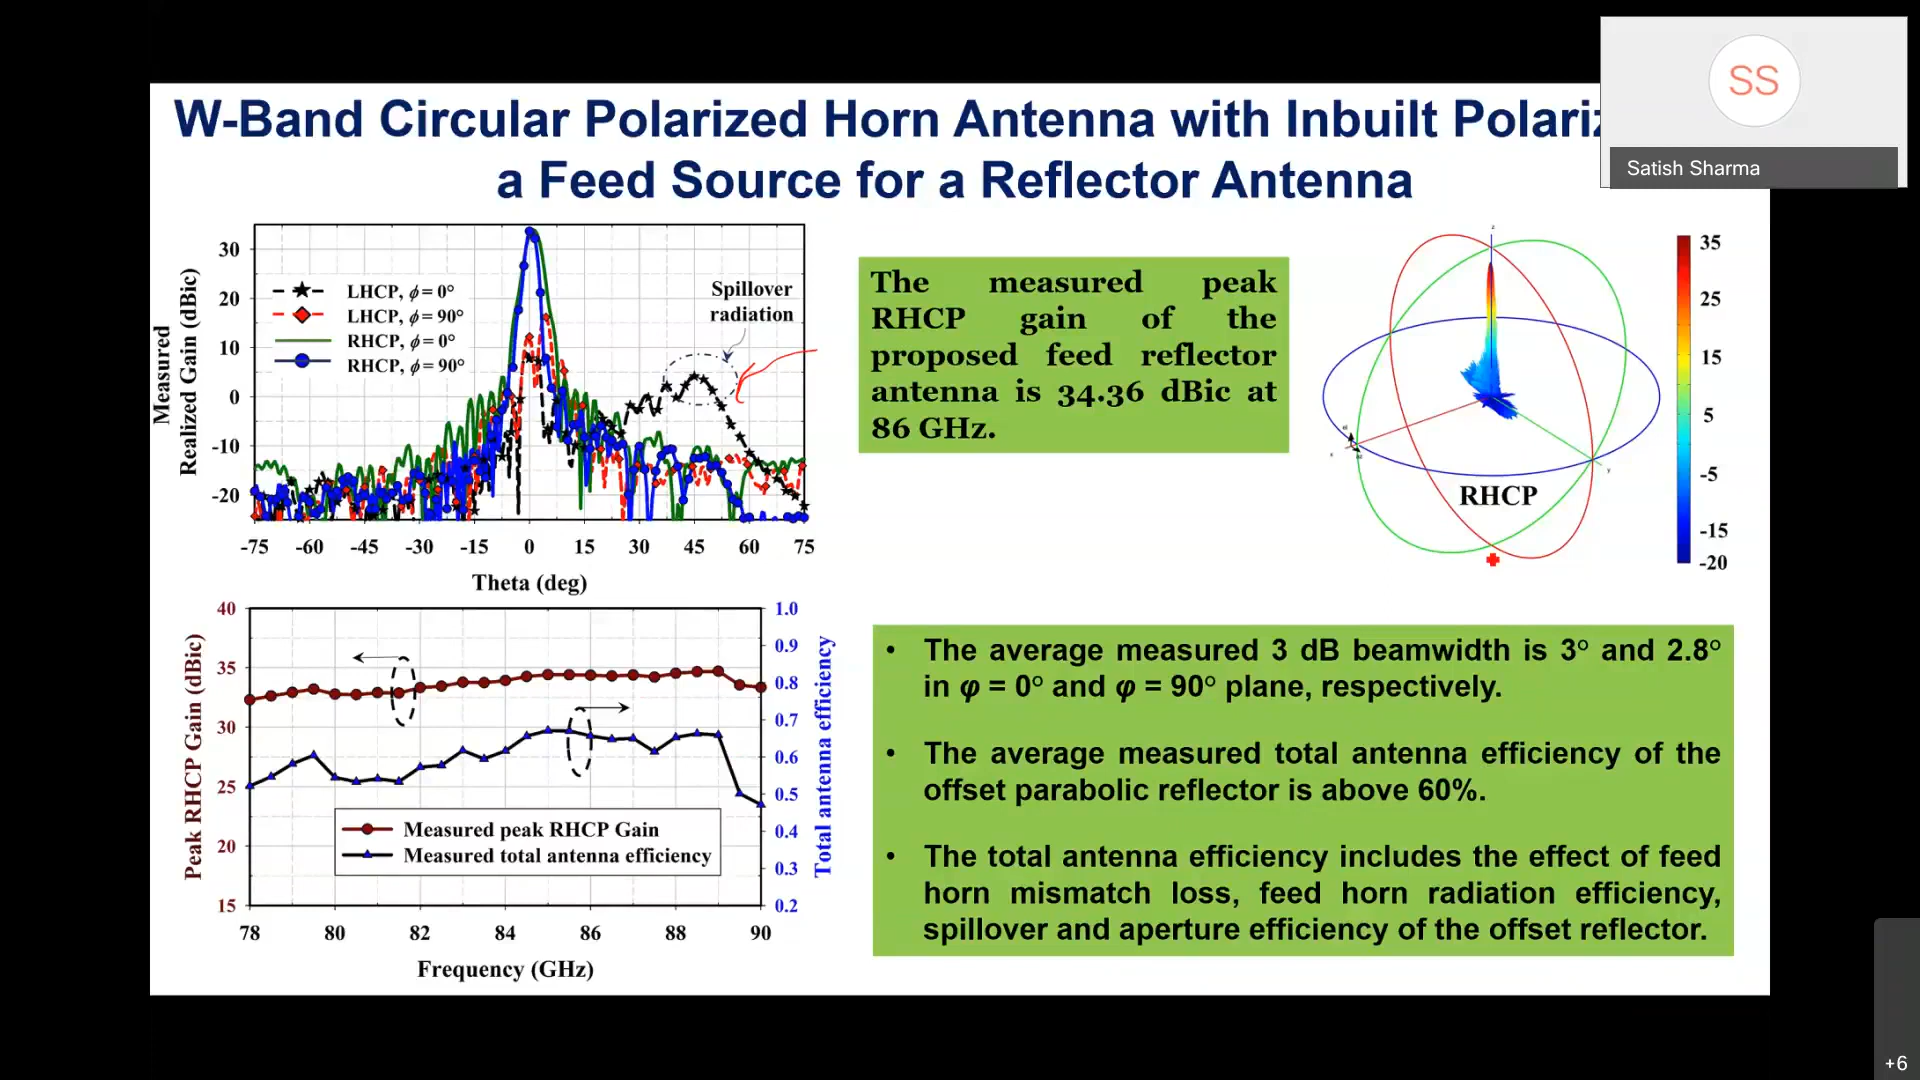 W-Band Circular Polarized Horn Antenna with Inbuilt
a Feed Source for a Reflector Antenna
SS
Satish Sharma
Measured
Realized Gain (dBic)
30
20
10
0
-10
-20
LHCP, ϕ = 0°
LHCP, ϕ = 90°
RHCP, ϕ = 0°
RHCP, ϕ = 90°
Spillover
radiation
-75 -60 -45 -30 -15 0 15 30 45 60 75
Theta (deg)
The measured peak
RHCP gain of the
proposed feed reflector
antenna is 34.36 dBic at
86 GHz.
z
x
y
RHCP
35
25
15
5
-5
-15
-20
Peak RHCP Gain (dBic)
40
35
30
25
20
15
Measured peak RHCP Gain
Measured total antenna efficiency
1.0
0.9
0.8
0.7
0.6
0.5
0.4
0.3
0.2
Total antenna efficiency
78 80 82 84 86 88 90
Frequency (GHz)
• The average measured 3 dB beamwidth is 3° and 2.8°
in φ = 0° and φ = 90° plane, respectively.
• The average measured total antenna efficiency of the
offset parabolic reflector is above 60%.
• The total antenna efficiency includes the effect of feed
horn mismatch loss, feed horn radiation efficiency,
spillover and aperture efficiency of the offset reflector.
+6